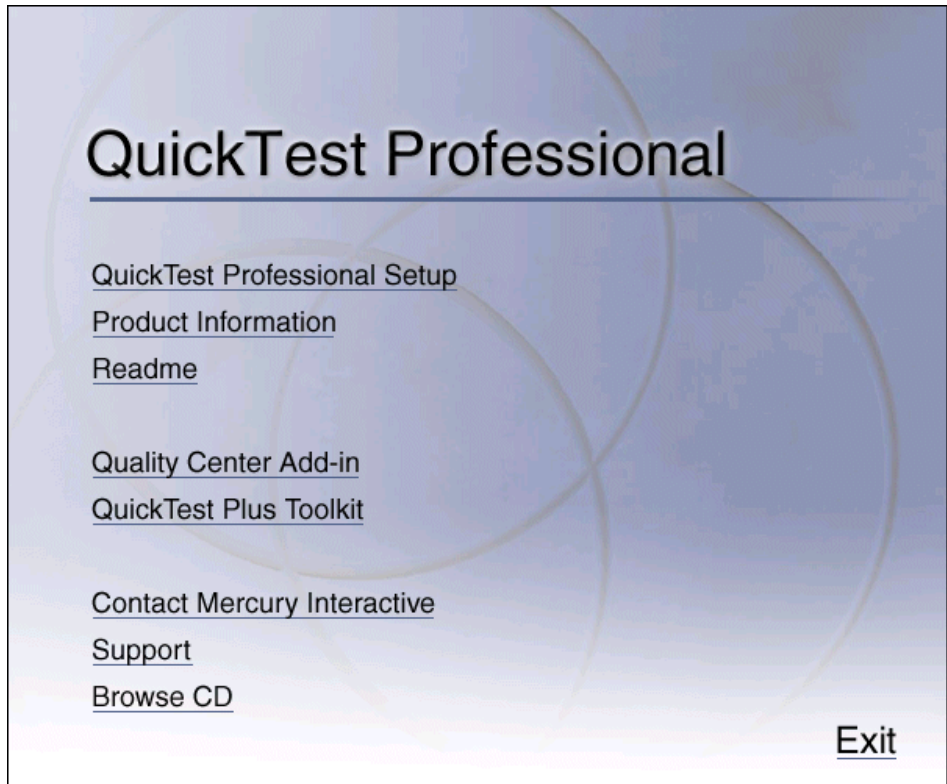 QuickTest Professional
QuickTest Professional Setup
Product Information
Readme
Quality Center Add-in
QuickTest Plus Toolkit
Contact Mercury Interactive
Support
Browse CD
Exit